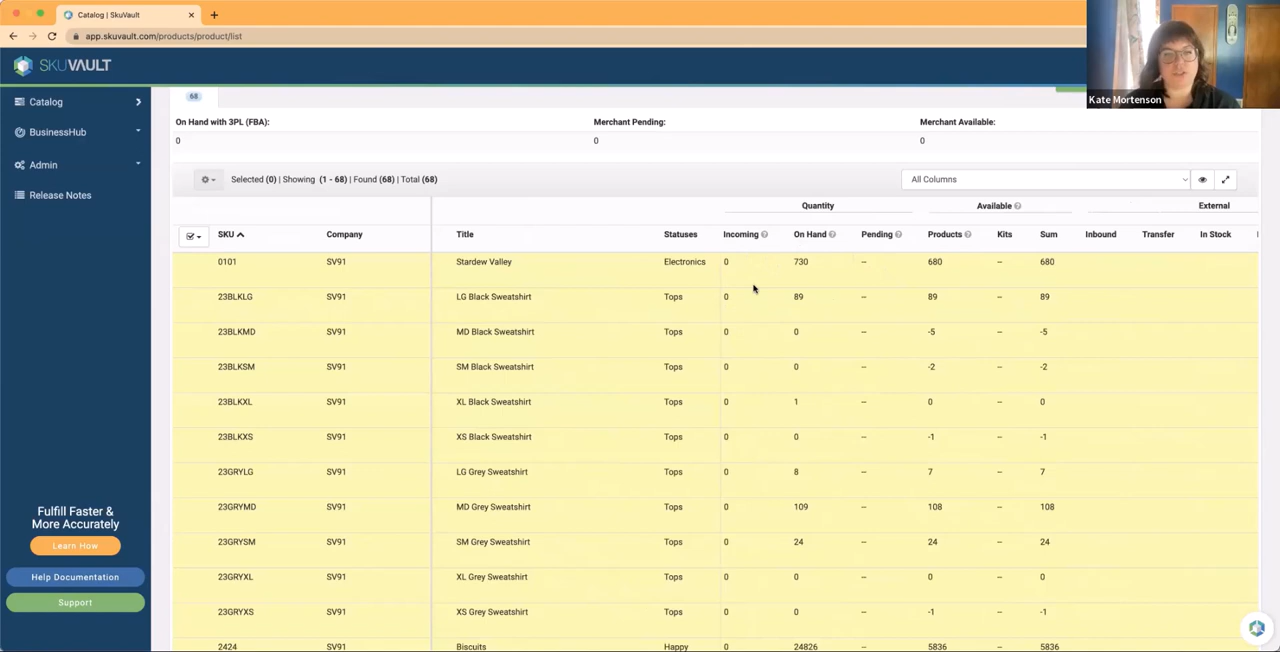 Catalog | SkuVault
app.skuvault.com/products/product/list
SKUVAULT
Kate Mortenson
Catalog
BusinessHub
Admin
Release Notes
Fulfill Faster &
More Accurately
Learn How
Help Documentation
Support
68
On Hand with 3PL (FBA): Merchant Pending: Merchant Available:
0 0 0
Selected (0) | Showing (1 - 68) | Found (68) | Total (68) All Columns
Quantity Available External
SKU Company Title Statuses Incoming On Hand Pending Products Kits Sum Inbound Transfer In Stock
0101 SV91 Stardew Valley Electronics 0 730 -- 680 -- 680
23BLKLG SV91 LG Black Sweatshirt Tops 0 89 -- 89 -- 89
23BLKMD SV91 MD Black Sweatshirt Tops 0 0 -- -5 -- -5
23BLKSM SV91 SM Black Sweatshirt Tops 0 0 -- -2 -- -2
23BLKXL SV91 XL Black Sweatshirt Tops 0 1 -- 0 -- 0
23BLKXS SV91 XS Black Sweatshirt Tops 0 0 -- -1 -- -1
23GRYLG SV91 LG Grey Sweatshirt Tops 0 8 -- 7 -- 7
23GRYMD SV91 MD Grey Sweatshirt Tops 0 109 -- 108 -- 108
23GRYSM SV91 SM Grey Sweatshirt Tops 0 24 -- 24 -- 24
23GRYXL SV91 XL Grey Sweatshirt Tops 0 0 -- 0 -- 0
23GRYXS SV91 XS Grey Sweatshirt Tops 0 0 -- -1 -- -1
2424 SV91 Biscuits Happy 0 24826 -- 5836 -- 5836